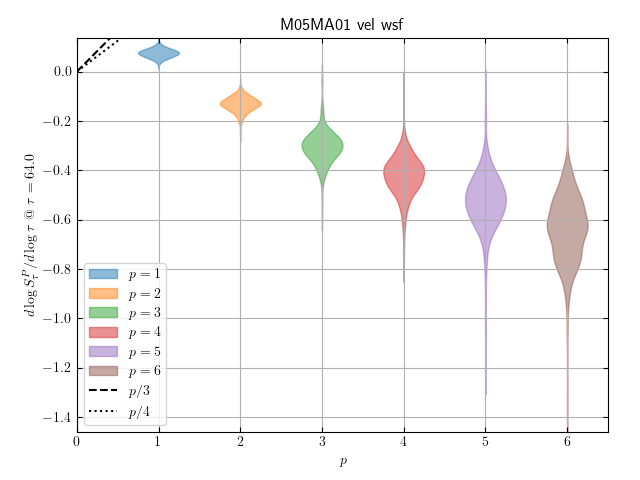 M05MA01 vel wsf
d log S_τ^P / d log τ @ τ = 64.0
0.0
−0.2
−0.4
−0.6
−0.8
−1.0
−1.2
−1.4
p = 1
p = 2
p = 3
p = 4
p = 5
p = 6
p/3
p/4
0 1 2 3 4 5 6
p